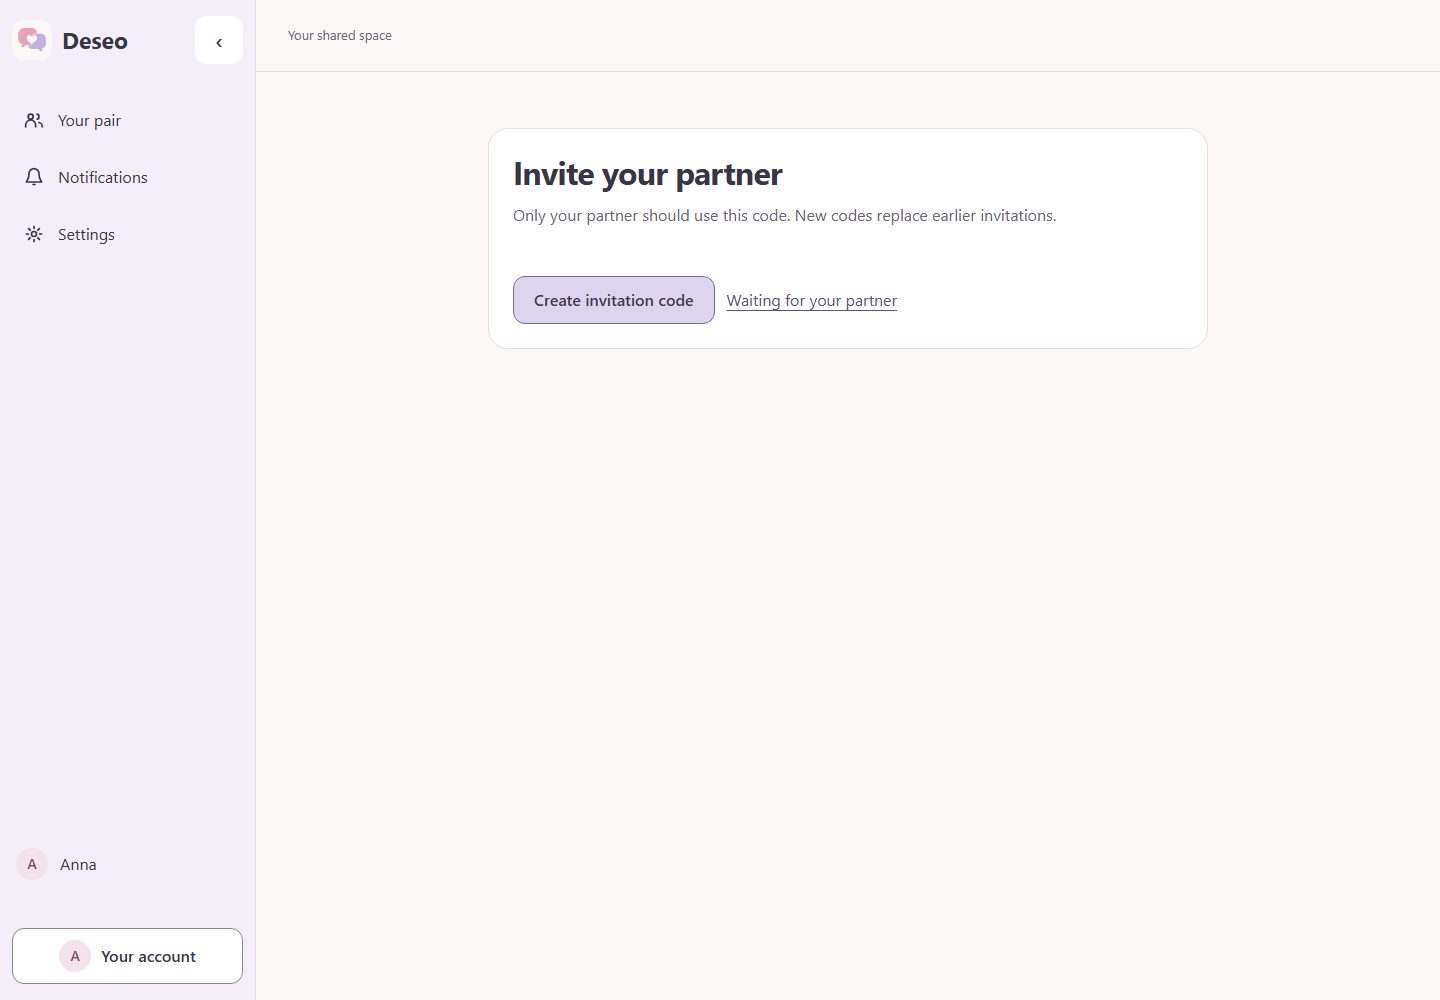 Deseo
‹
Your shared space
Your pair
Notifications
Settings
Invite your partner
Only your partner should use this code. New codes replace earlier invitations.
Create invitation code
Waiting for your partner
A
Anna
A
Your account